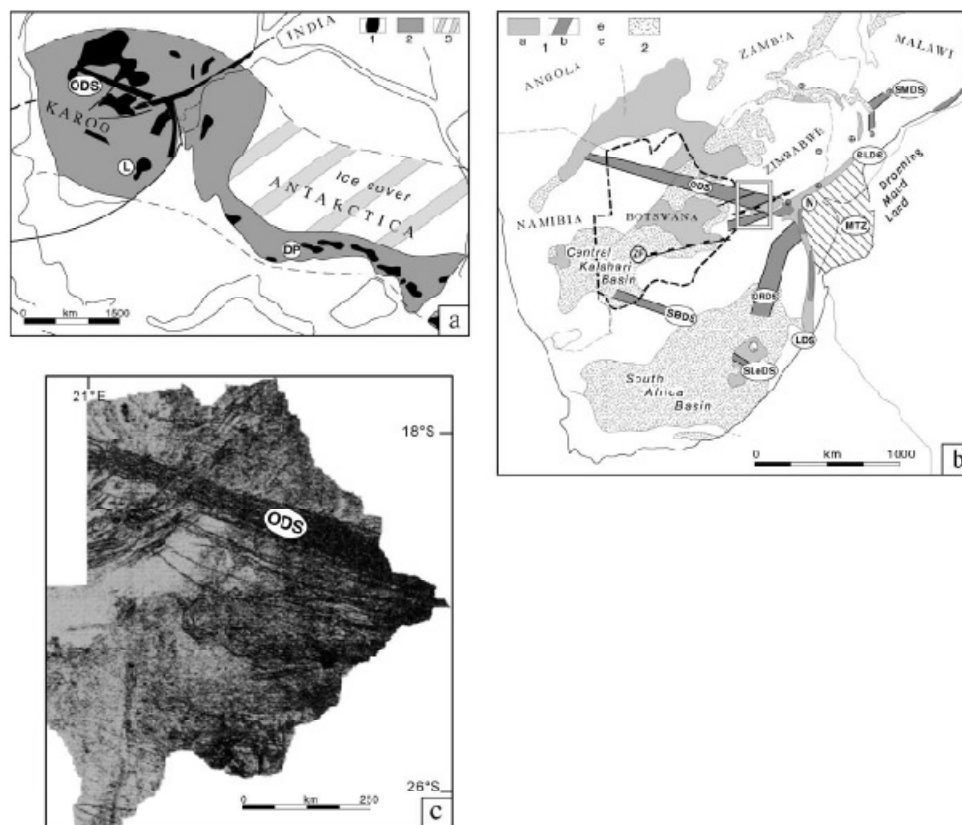 INDIA
1 2 3
ODS
KAROO
L
Ice cover
ANTARCTICA
DP
0 km 1500
a
a 1 b c 2
ZAMBIA
MALAWI
ANGOLA
SMDS
ZIMBABWE
RLDS
Dronning
Maud
Land
ODS
N
NAMIBIA
BOTSWANA
MTZ
ZF
Central
Kalahari
Basin
ORDS
SBDS
LDS
SLeDS
South
Africa
Basin
0 km 1000
b
21°E
18°S
ODS
26°S
0 km 250
c